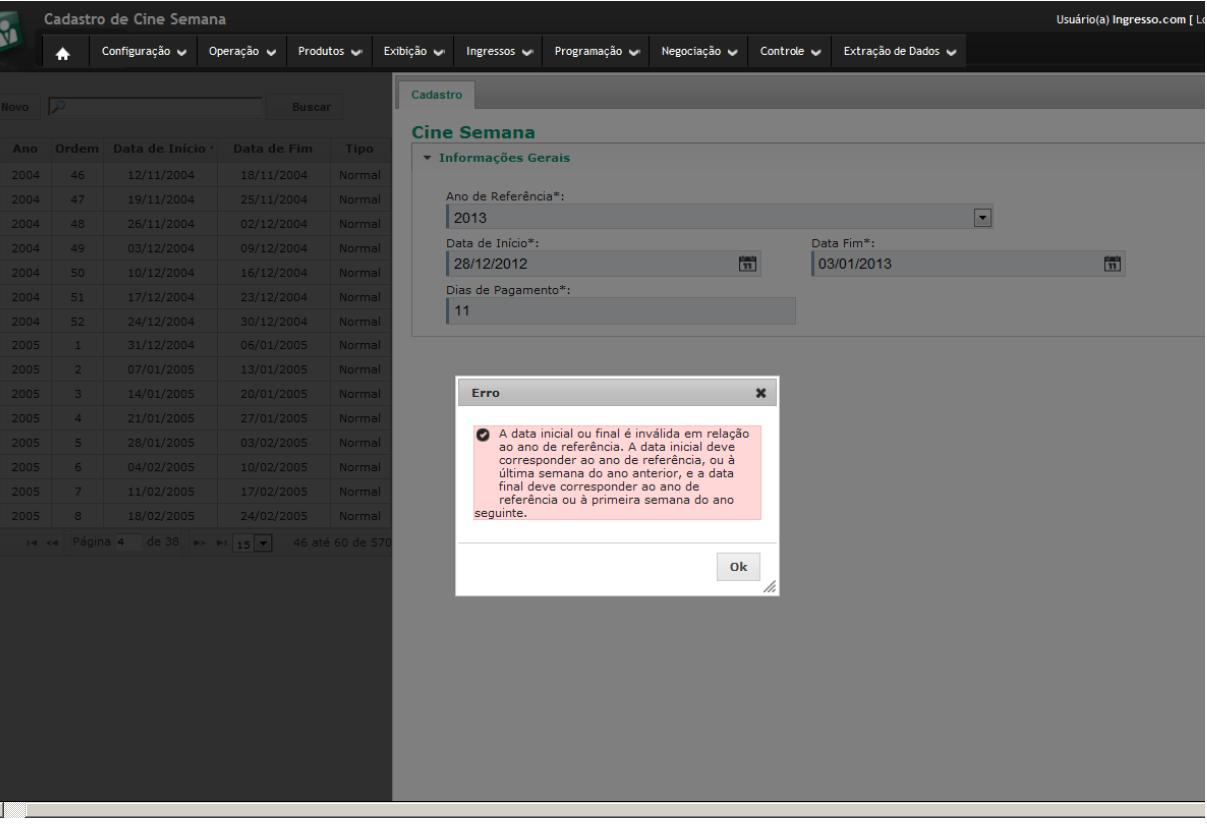 Cadastro de Cine Semana
Usuário(a) Ingresso.com [ Lo
Configuração Operação Produtos Exibição Ingressos Programação Negociação Controle Extração de Dados
Novo Buscar
Ano Ordem Data de Início Data de Fim Tipo
2004 46 12/11/2004 18/11/2004 Normal
2004 47 19/11/2004 25/11/2004 Normal
2004 48 26/11/2004 02/12/2004 Normal
2004 49 03/12/2004 09/12/2004 Normal
2004 50 10/12/2004 16/12/2004 Normal
2004 51 17/12/2004 23/12/2004 Normal
2004 52 24/12/2004 30/12/2004 Normal
2005 1 31/12/2004 06/01/2005 Normal
2005 2 07/01/2005 13/01/2005 Normal
2005 3 14/01/2005 20/01/2005 Normal
2005 4 21/01/2005 27/01/2005 Normal
2005 5 28/01/2005 03/02/2005 Normal
2005 6 04/02/2005 10/02/2005 Normal
2005 7 11/02/2005 17/02/2005 Normal
2005 8 18/02/2005 24/02/2005 Normal
Página 4 de 38 15 46 até 60 de 570
Cadastro
Cine Semana
Informações Gerais
Ano de Referência*:
2013
Data de Início*: Data Fim*:
28/12/2012 03/01/2013
Dias de Pagamento*:
11
Erro
A data inicial ou final é inválida em relação
ao ano de referência. A data inicial deve
corresponder ao ano de referência, ou à
última semana do ano anterior, e a data
final deve corresponder ao ano de
referência ou à primeira semana do ano
seguinte.
Ok